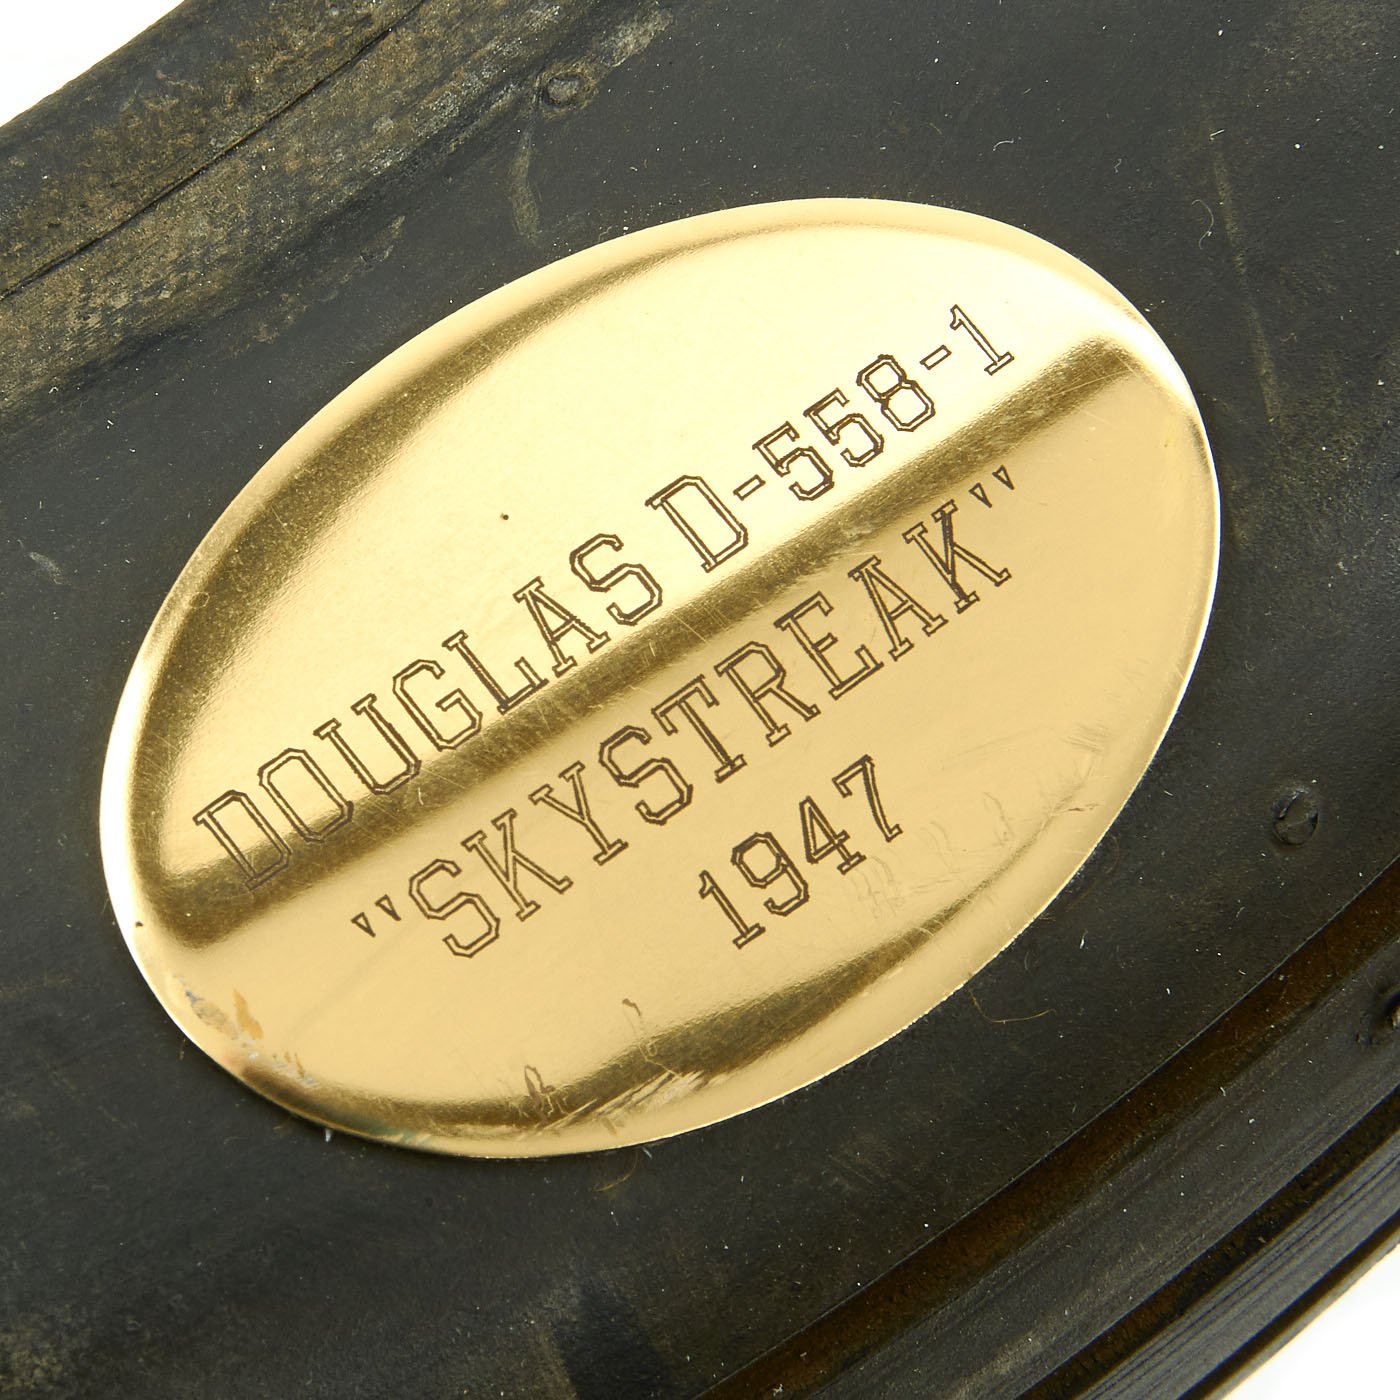 DOUGLAS D-558-1
"SKYSTREAK"
1947